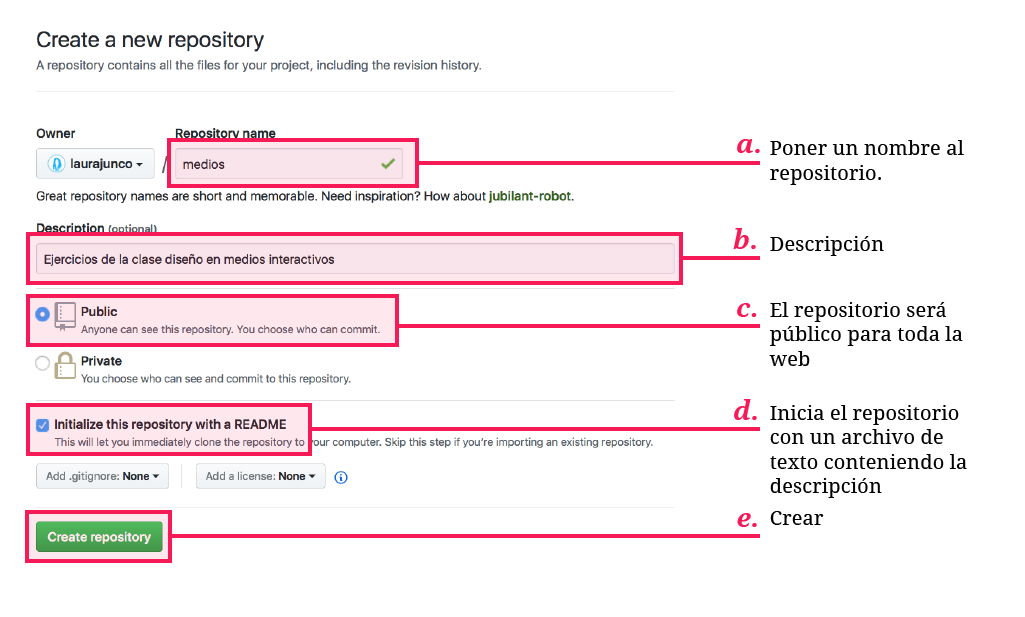 Create a new repository
A repository contains all the files for your project, including the revision history.
Owner
Repository name
laurajunco
/
medios
a.
Poner un nombre al
repositorio.
Great repository names are short and memorable. Need inspiration? How about jubilant-robot.
Description (optional)
Ejercicios de la clase diseño en medios interactivos
b.
Descripción
Public
Anyone can see this repository. You choose who can commit.
c.
El repositorio será
público para toda la
web
Private
You choose who can see and commit to this repository.
Initialize this repository with a README
This will let you immediately clone the repository to your computer. Skip this step if you’re importing an existing repository.
d.
Inicia el repositorio
con un archivo de
texto conteniendo la
descripción
Add .gitignore: None
Add a license: None
Create repository
e.
Crear